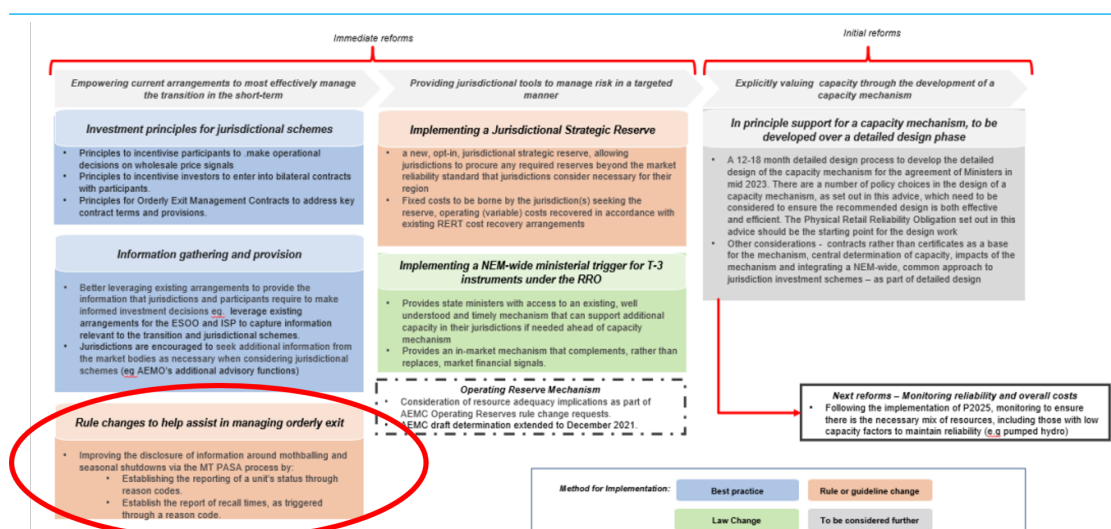 Immediate reforms
Initial reforms
Empowering current arrangements to most effectively manage
the transition in the short-term
Providing jurisdictional tools to manage risk in a targeted
manner
Explicitly valuing capacity through the development of a
capacity mechanism
Investment principles for jurisdictional schemes
• Principles to incentivise participants to .make operational
decisions on wholesale price signals
• Principles to incentivise investors to enter into bilateral contracts
with participants.
• Principles for Orderly Exit Management Contracts to address key
contract terms and provisions.
Information gathering and provision
• Better leveraging existing arrangements to provide the
information that jurisdictions and participants require to make
informed investment decisions eg. leverage existing
arrangements for the ESOO and ISP to capture information
relevant to the transition and jurisdictional schemes.
• Jurisdictions are encouraged to seek additional information from
the market bodies as necessary when considering jurisdictional
schemes (eg AEMO's additional advisory functions)
Rule changes to help assist in managing orderly exit
• Improving the disclosure of information around mothballing and
seasonal shutdowns via the MT PASA process by:
• Establishing the reporting of a unit's status through
reason codes.
• Establish the report of recall times, as triggered
through a reason code.
Implementing a Jurisdictional Strategic Reserve
• a new, opt-in, jurisdictional strategic reserve, allowing
jurisdictions to procure any required reserves beyond the market
reliability standard that jurisdictions consider necessary for their
region
• Fixed costs to be borne by the jurisdiction(s) seeking the
reserve, operating (variable) costs recovered in accordance with
existing RERT cost recovery arrangements
Implementing a NEM-wide ministerial trigger for T-3
instruments under the RRO
• Provides state ministers with access to an existing, well
understood and timely mechanism that can support additional
capacity in their jurisdictions if needed ahead of capacity
mechanism
• Provides an in-market mechanism that complements, rather than
replaces, market financial signals.
Operating Reserve Mechanism
• Consideration of resource adequacy implications as part of
AEMC Operating Reserves rule change requests.
• AEMC draft determination extended to December 2021.
In principle support for a capacity mechanism, to be
developed over a detailed design phase
• A 12-18 month detailed design process to develop the detailed
design of the capacity mechanism for the agreement of Ministers in
mid 2023. There are a number of policy choices in the design of a
capacity mechanism, as set out in this advice, which need to be
considered to ensure the recommended design is both effective
and efficient. The Physical Retail Reliability Obligation set out in this
advice should be the starting point for the design work
• Other considerations - contracts rather than certificates as a base
for the mechanism, central determination of capacity, impacts of the
mechanism and integrating a NEM-wide, common approach to
jurisdiction investment schemes – as part of detailed design
Next reforms – Monitoring reliability and overall costs
• Following the implementation of P2025, monitoring to ensure
there is the necessary mix of resources, including those with low
capacity factors to maintain reliability (e.g pumped hydro)
Method for Implementation:
Best practice
Rule or guideline change
Law Change
To be considered further